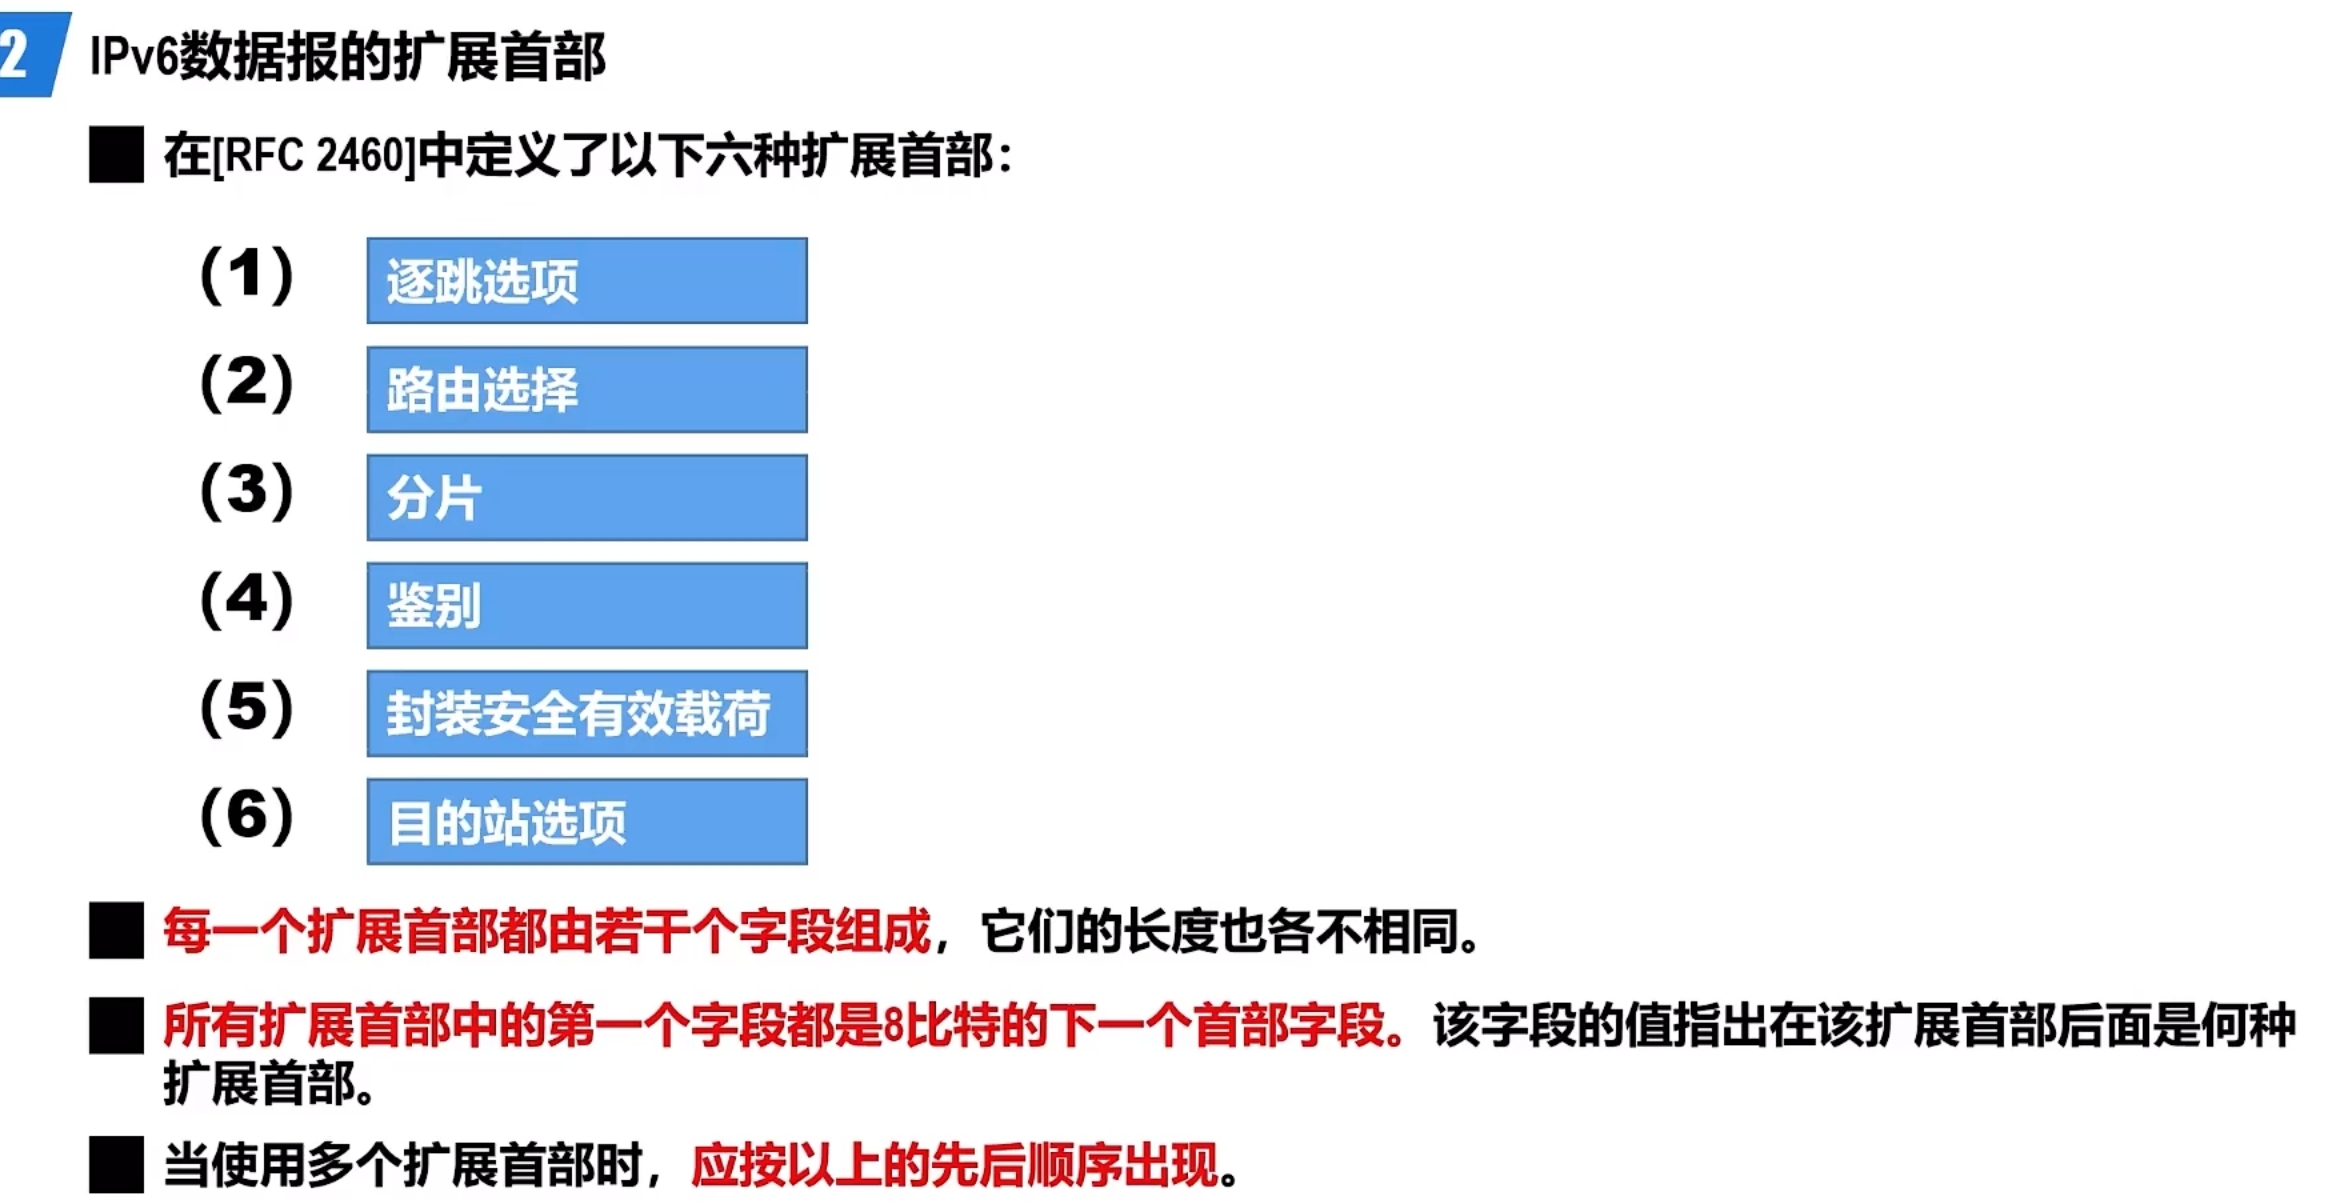 2 IPv6数据报的扩展首部
在[RFC 2460]中定义了以下六种扩展首部：
（1） 逐跳选项
（2） 路由选择
（3） 分片
（4） 鉴别
（5） 封装安全有效载荷
（6） 目的站选项
每一个扩展首部都由若干个字段组成，它们的长度也各不相同。
所有扩展首部中的第一个字段都是8比特的下一个首部字段。该字段的值指出在该扩展首部后面是何种
扩展首部。
当使用多个扩展首部时，应按以上的先后顺序出现。